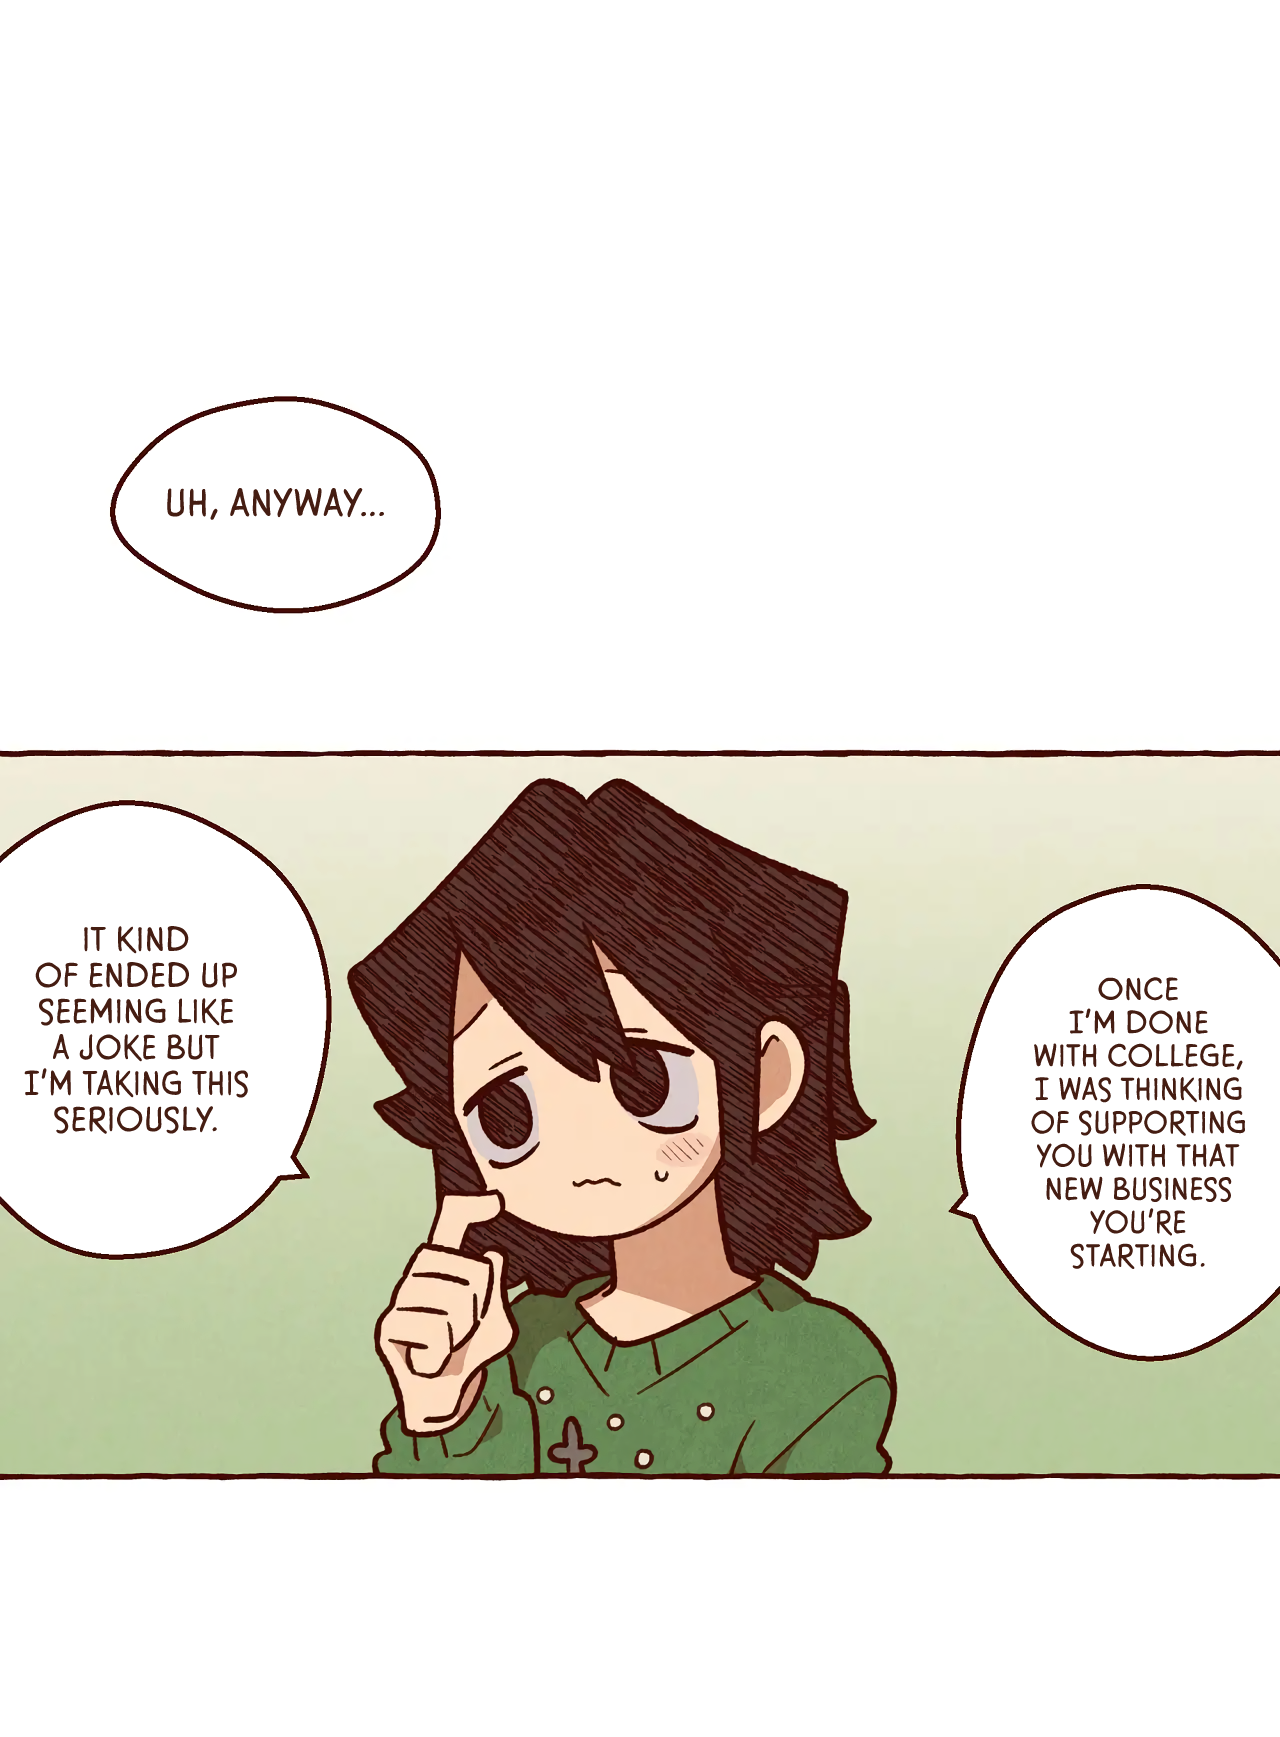 UH, ANYWAY...
IT KIND
OF ENDED UP
SEEMING LIKE
A JOKE BUT
I'M TAKING THIS
SERIOUSLY.
ONCE
I'M DONE
WITH COLLEGE,
I WAS THINKING
OF SUPPORTING
YOU WITH THAT
NEW BUSINESS
YOU'RE
STARTING.